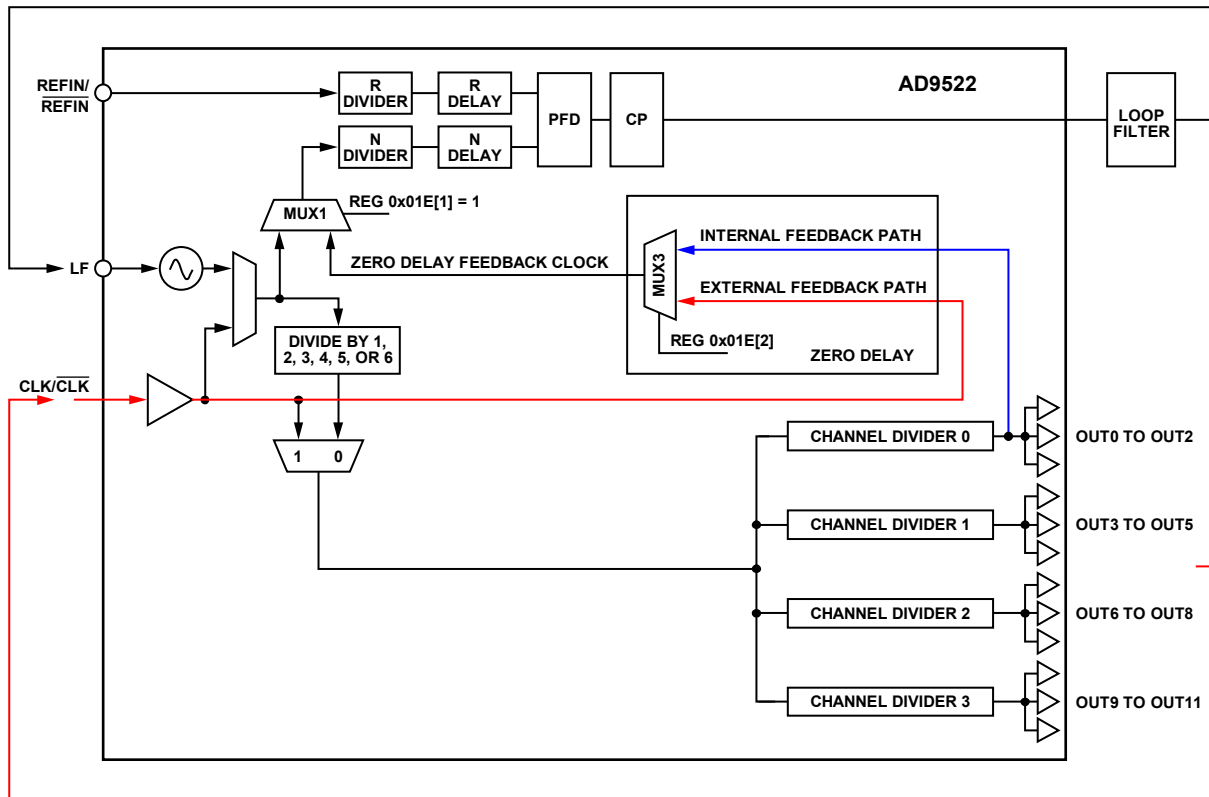 AD9522
REFIN/
REFIN
R
DIVIDER
R
DELAY
PFD
CP
LOOP
FILTER
N
DIVIDER
N
DELAY
MUX1
REG 0x01E[1] = 1
LF
ZERO DELAY FEEDBACK CLOCK
MUX3
INTERNAL FEEDBACK PATH
EXTERNAL FEEDBACK PATH
REG 0x01E[2]
ZERO DELAY
DIVIDE BY 1,
2, 3, 4, 5, OR 6
CLK/CLK
1 0
CHANNEL DIVIDER 0
OUT0 TO OUT2
CHANNEL DIVIDER 1
OUT3 TO OUT5
CHANNEL DIVIDER 2
OUT6 TO OUT8
CHANNEL DIVIDER 3
OUT9 TO OUT11